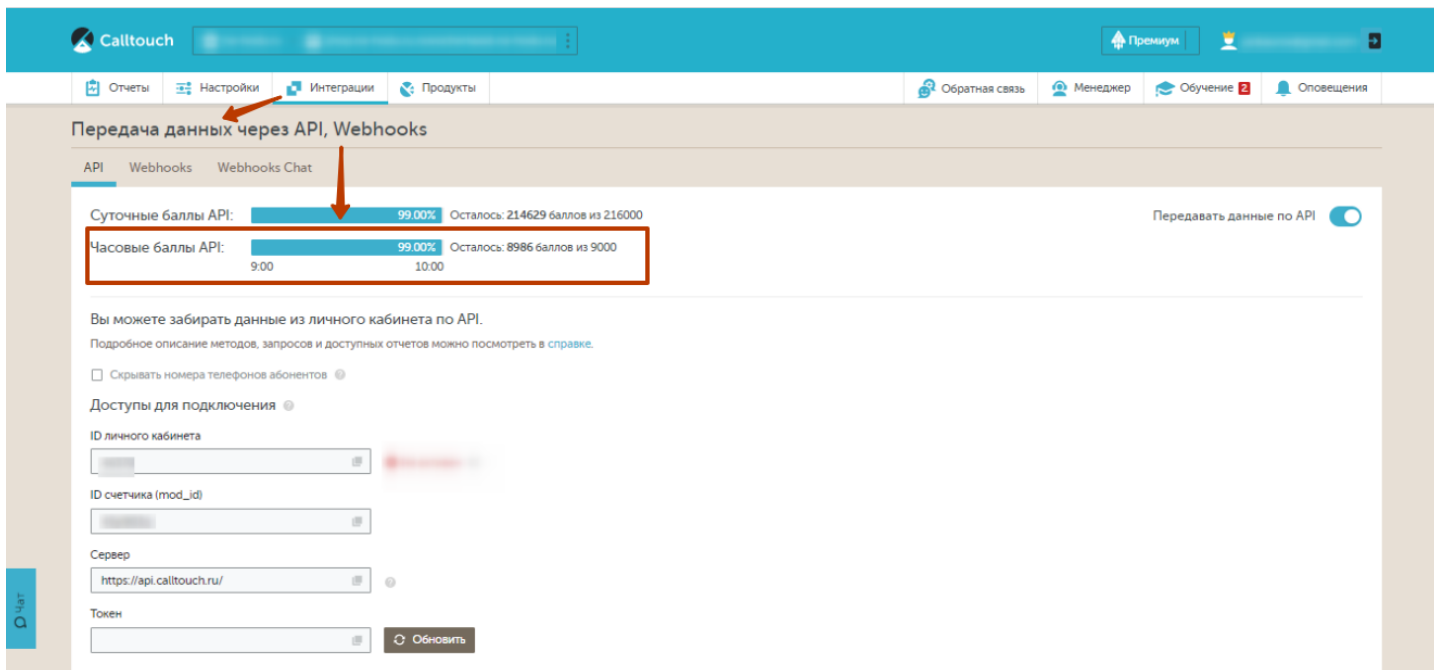 Calltouch
Премиум
Отчеты Настройки Интеграции Продукты Обратная связь Менеджер Обучение 2 Оповещения
Передача данных через API, Webhooks
API Webhooks Webhooks Chat
Суточные баллы API: 99.00% Осталось: 214629 баллов из 216000 Передавать данные по API
Часовые баллы API: 99.00% Осталось: 8986 баллов из 9000
9:00 10:00
Вы можете забирать данные из личного кабинета по API.
Подробное описание методов, запросов и доступных отчетов можно посмотреть в справке.
Скрывать номера телефонов абонентов
Доступы для подключения
ID личного кабинета
ID счетчика (mod_id)
Сервер
https://api.calltouch.ru/
Токен
Обновить
Чат